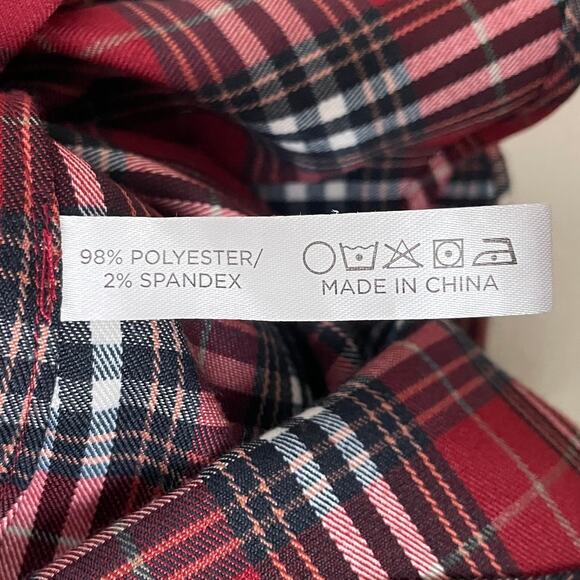 98% POLYESTER/
2% SPANDEX
MADE IN CHINA